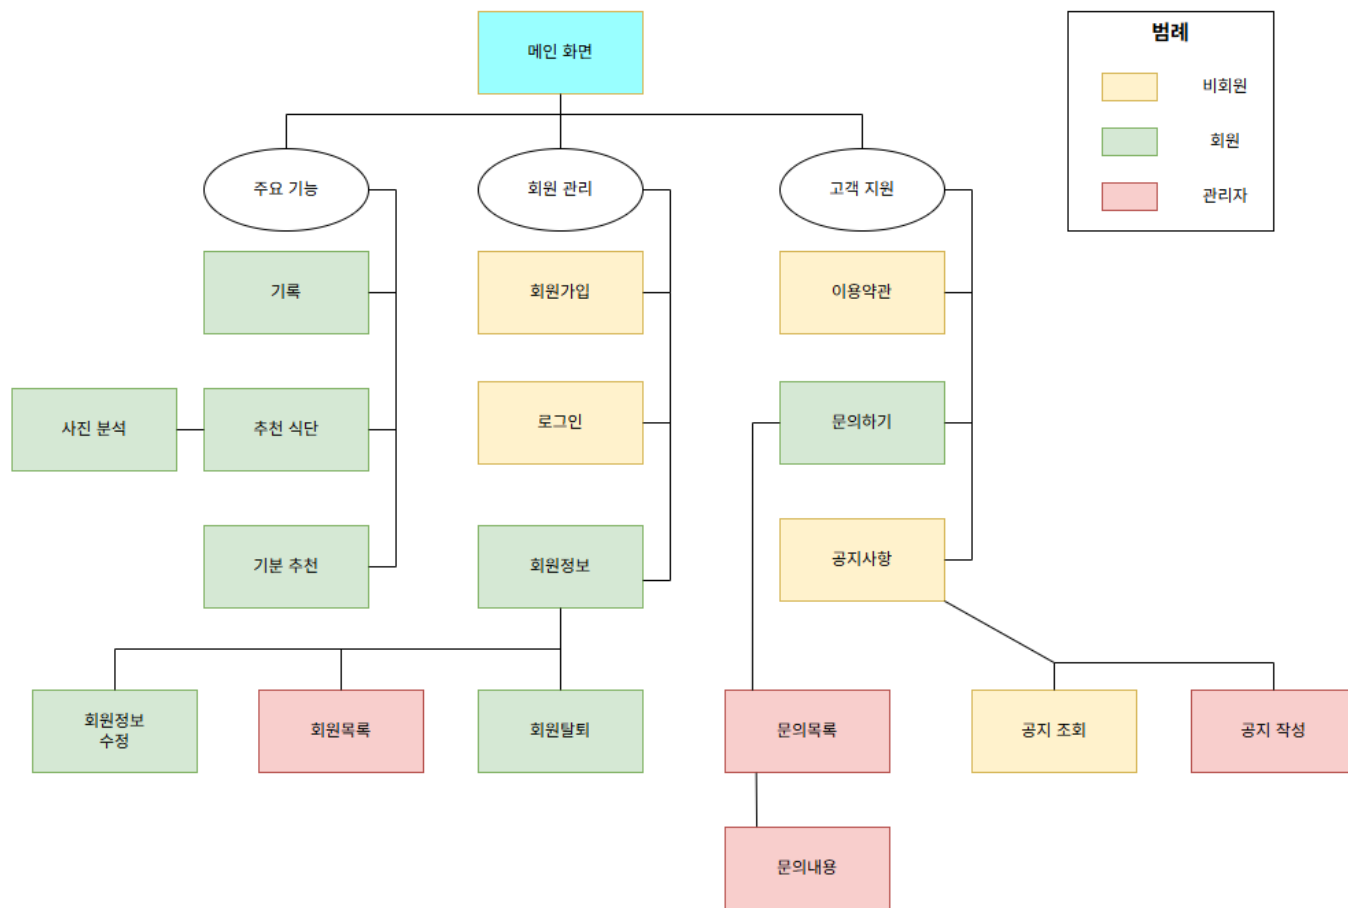 메인 화면
범례
비회원
회원
관리자
주요 기능
회원 관리
고객 지원
기록
회원가입
이용약관
사진 분석
추천 식단
로그인
문의하기
기분 추천
회원정보
공지사항
회원정보
수정
회원목록
회원탈퇴
문의목록
공지 조회
공지 작성
문의내용